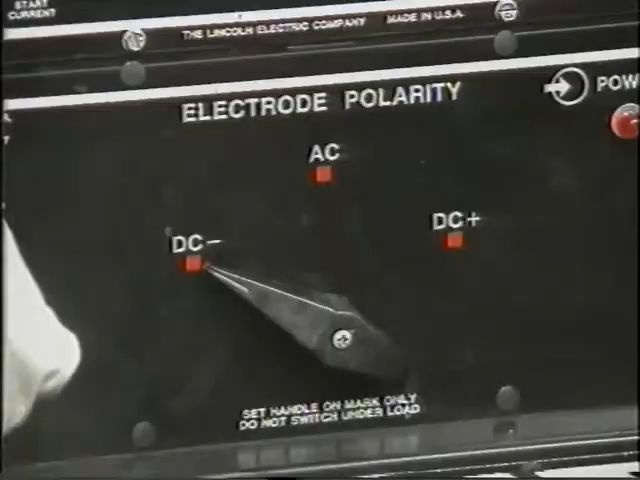 START
CURRENT
THE LINCOLN ELECTRIC COMPANY MADE IN U.S.A.
ELECTRODE POLARITY
POW
AC
DC+
DC−
SET HANDLE ON MARK ONLY
DO NOT SWITCH UNDER LOAD